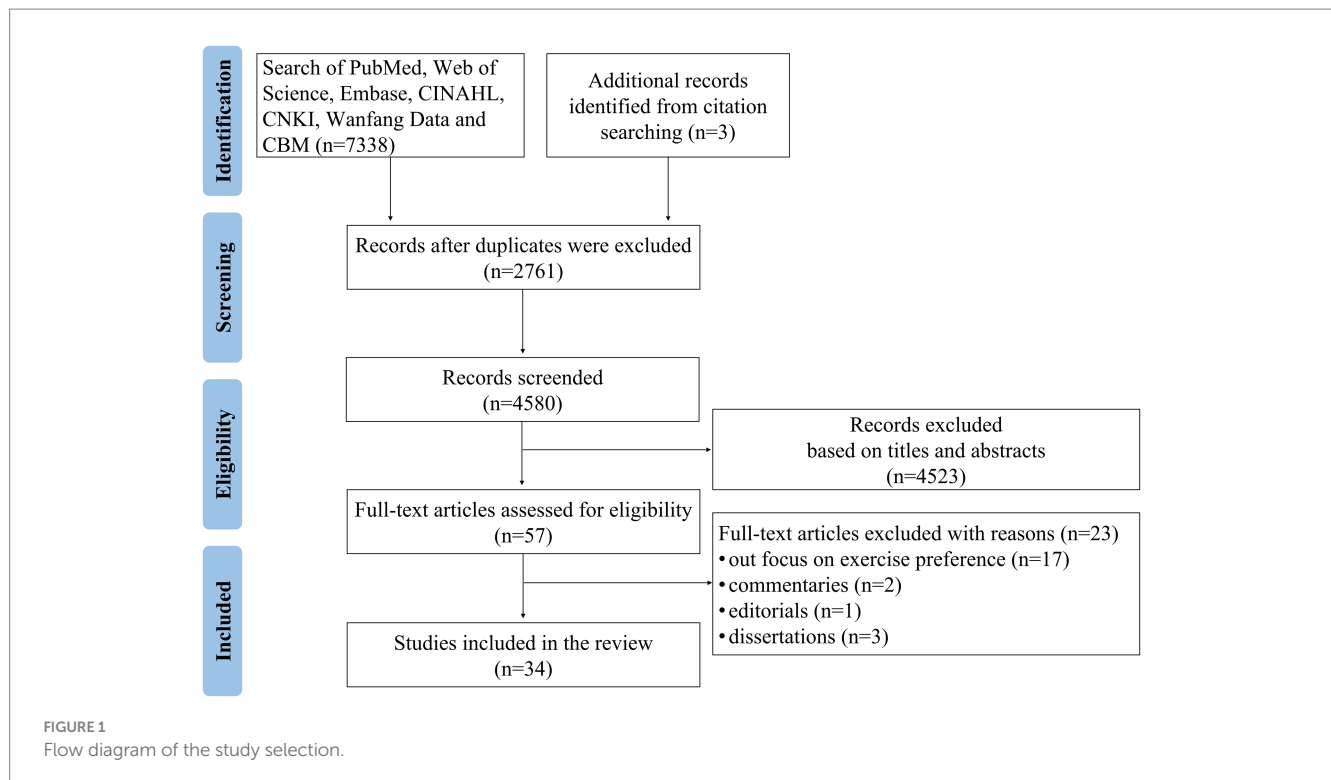 Identification
Search of PubMed, Web of
Science, Embase, CINAHL,
CNKI, Wanfang Data and
CBM (n=7338)
Additional records
identified from citation
searching (n=3)
Screening
Records after duplicates were excluded
(n=2761)
Records screended
(n=4580)
Eligibility
Records excluded
based on titles and abstracts
(n=4523)
Full-text articles assessed for eligibility
(n=57)
Full-text articles excluded with reasons (n=23)
•out focus on exercise preference (n=17)
•commentaries (n=2)
•editorials (n=1)
•dissertations (n=3)
Included
Studies included in the review
(n=34)
FIGURE 1
Flow diagram of the study selection.